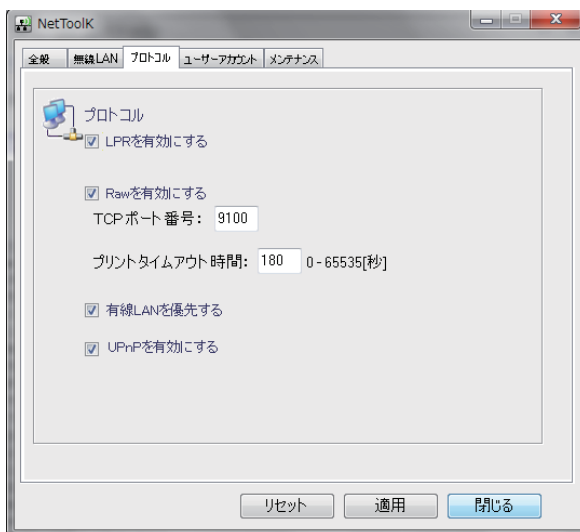 NetToolK
全般 無線LAN プロトコル ユーザーアカウント メンテナンス
プロトコル
LPRを有効にする
Rawを有効にする
TCPポート番号: 9100
プリントタイムアウト時間: 180 0-65535[秒]
有線LANを優先する
UPnPを有効にする
リセット 適用 閉じる